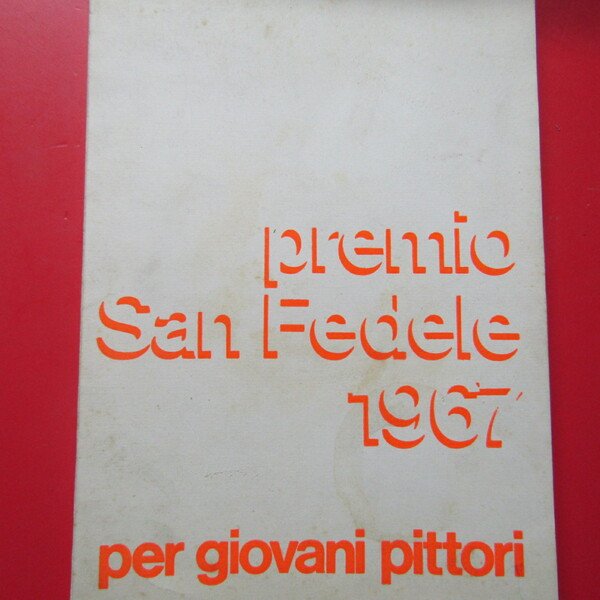 premio
San Fedele
1967
per giovani pittori